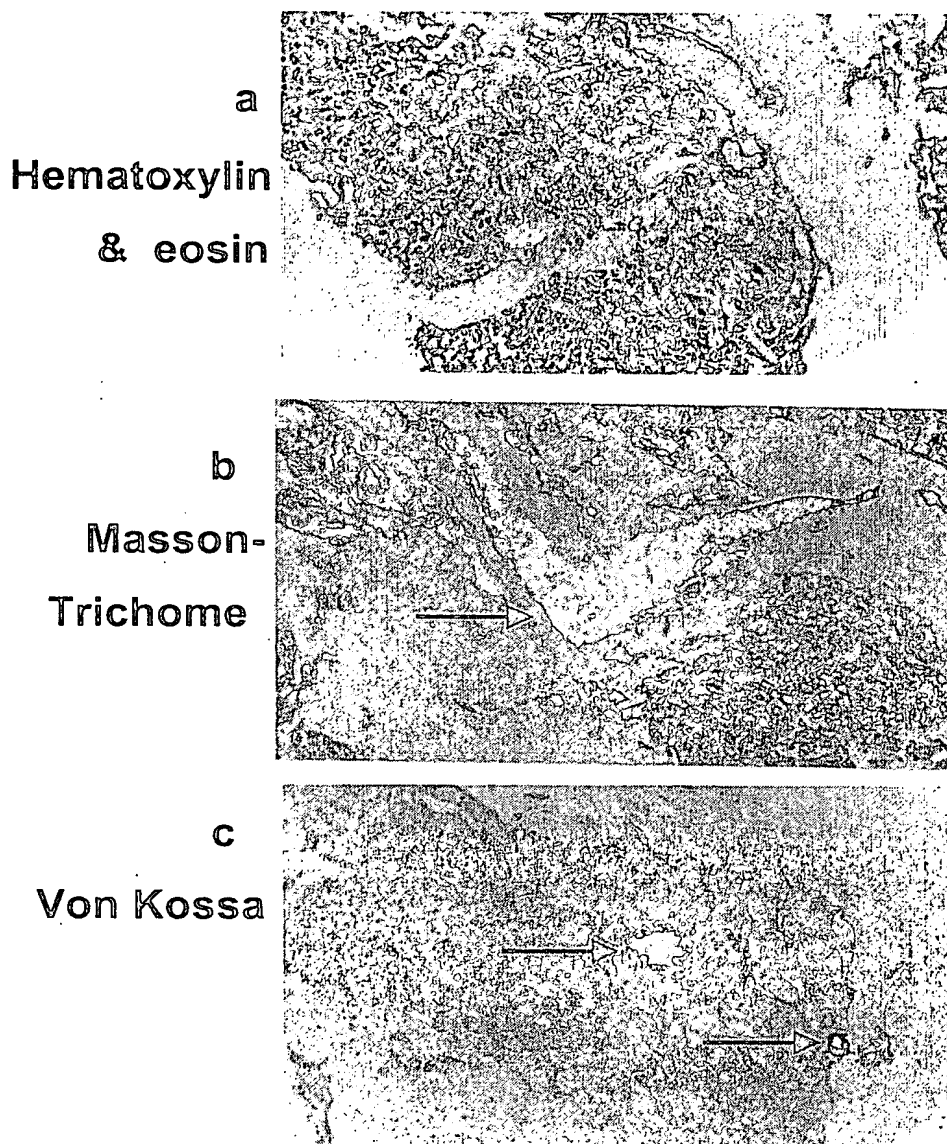 a
Hematoxylin
& eosin
b
Masson-
Trichome
c
Von Kossa